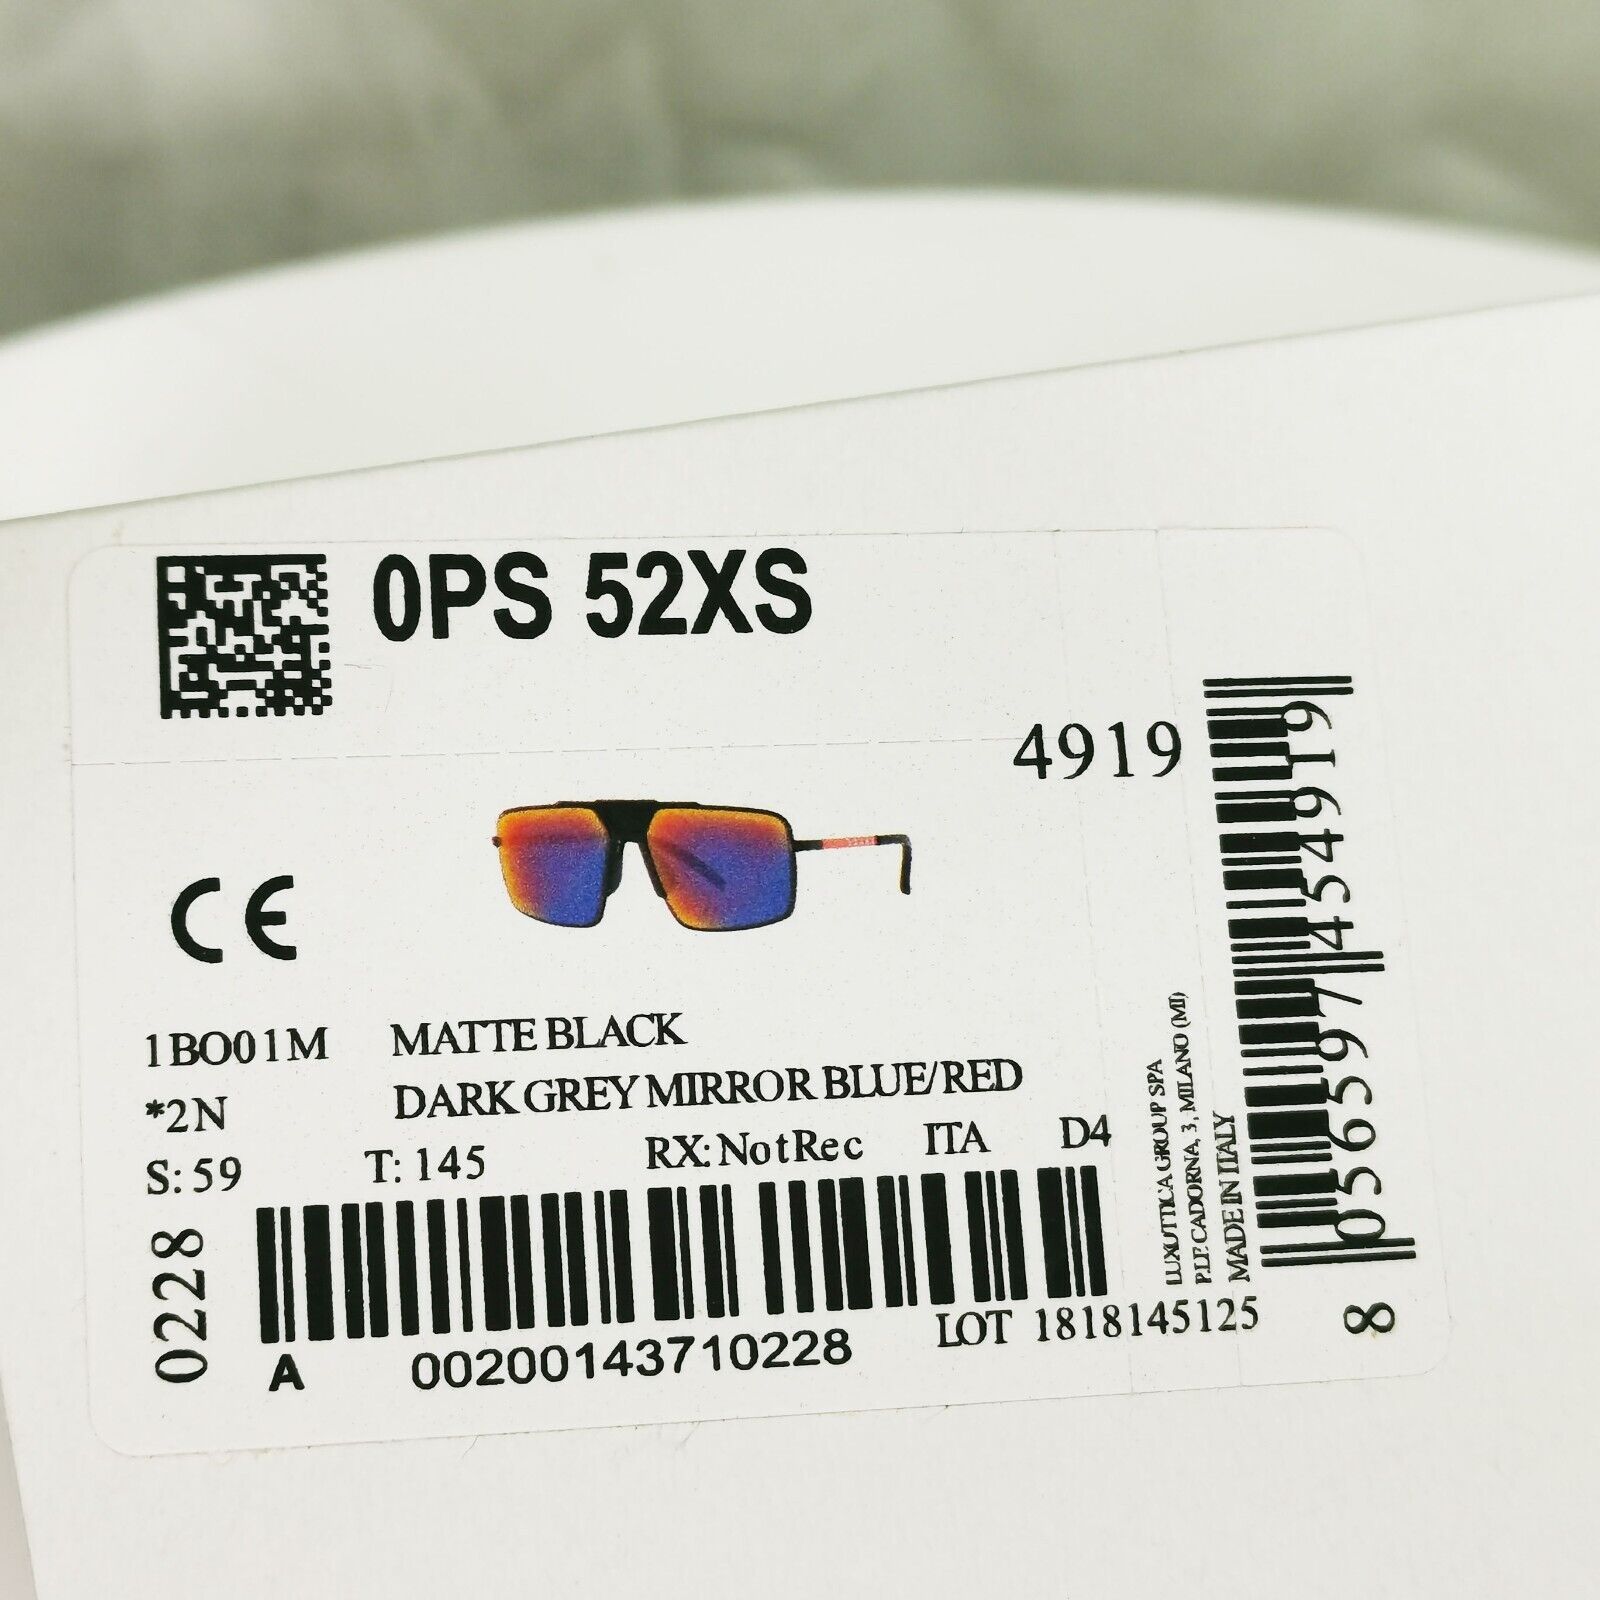 0PS 52XS
4919
CE
1BO01M MATTE BLACK
*2N DARK GREY MIRROR BLUE/RED
S: 59 T: 145 RX: NotRec ITA D4
0228
A 00200143710228
LOT 1818145125
LUXOTTICA GROUP SPA
P.LE CADORNA, 3, MILANO (MI)
MADE IN ITALY
8 056597 454919